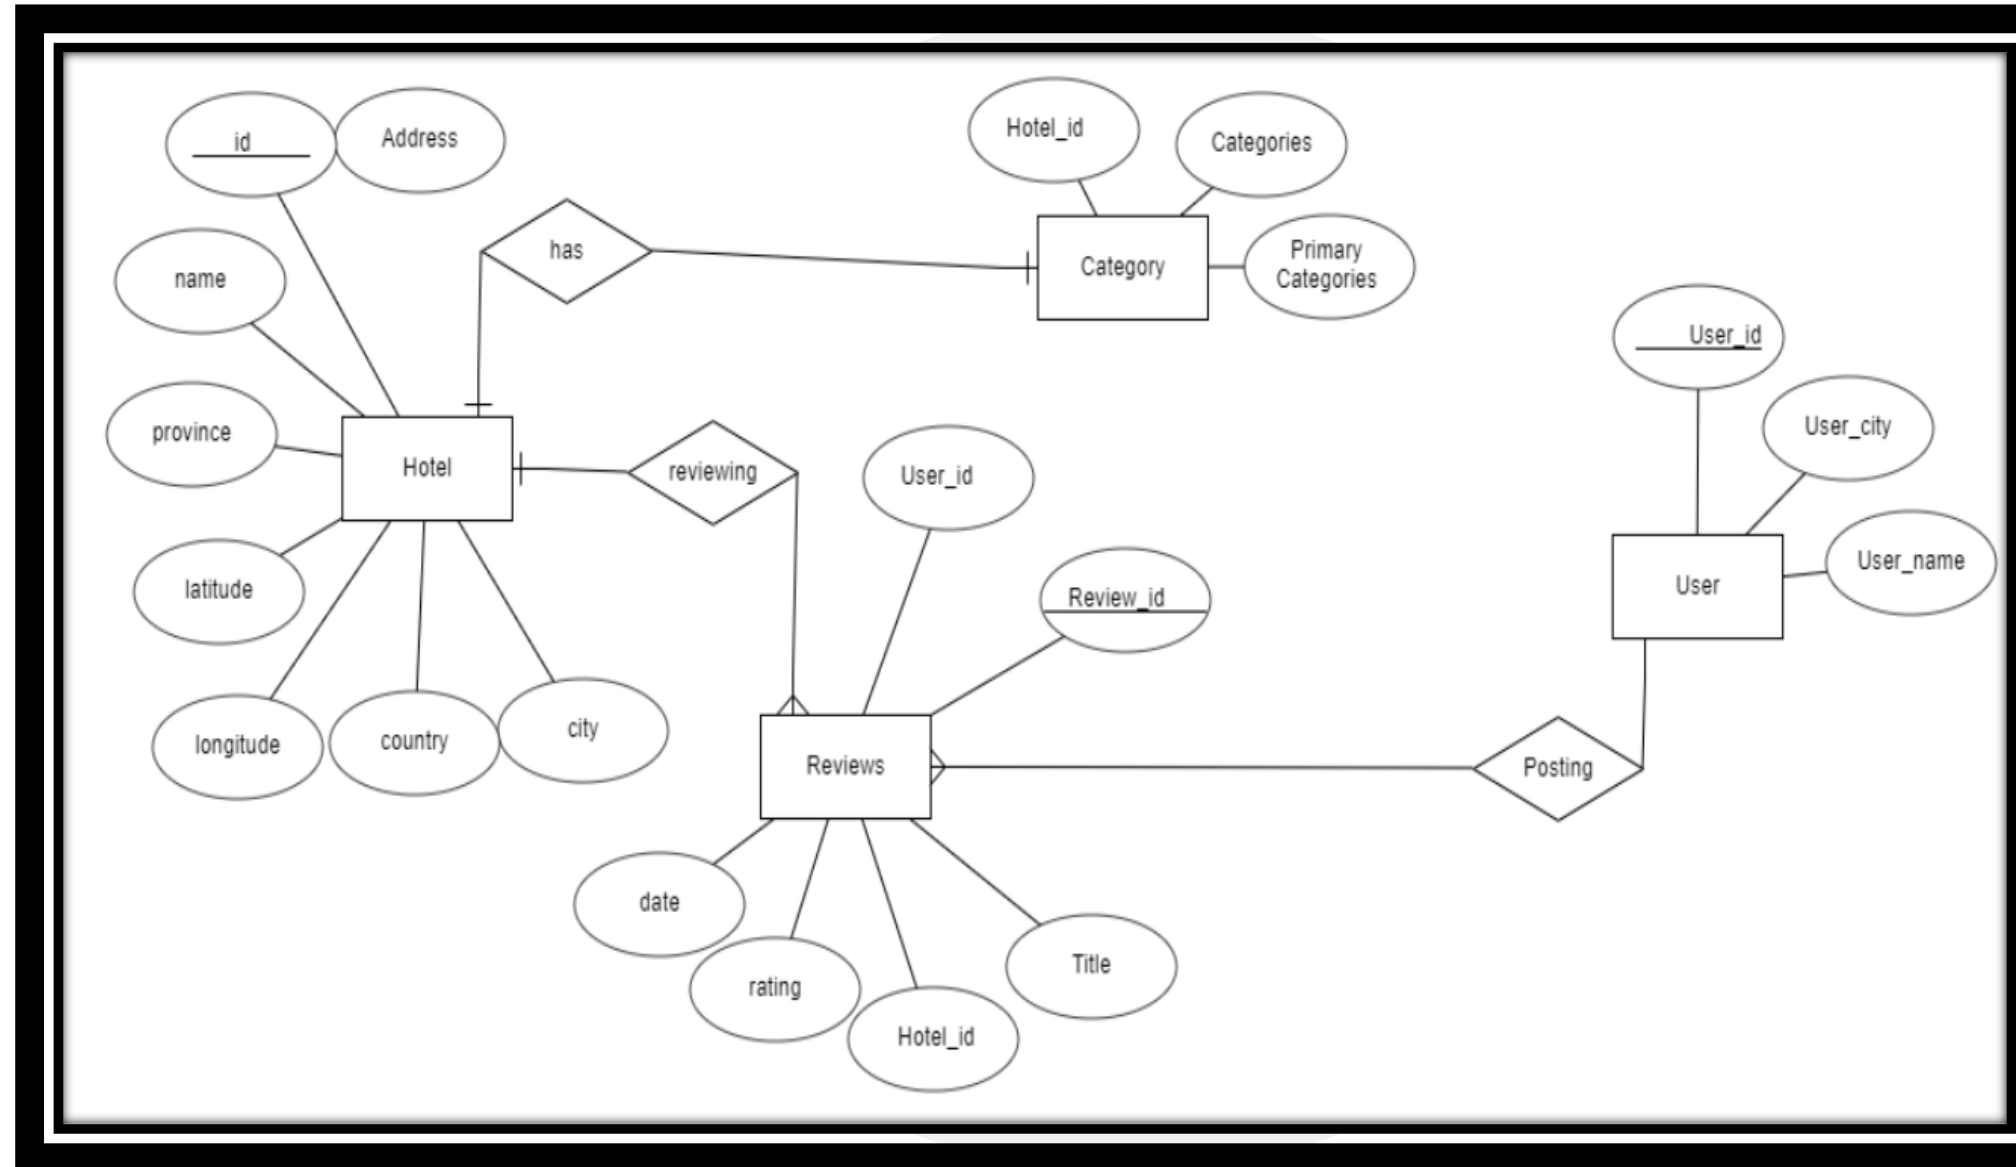 id
Address
Hotel_id
Categories
has
Category
Primary
Categories
name
User_id
province
Hotel
reviewing
User_id
User_city
User_name
latitude
Review_id
User
longitude
country
city
Reviews
Posting
date
rating
Hotel_id
Title